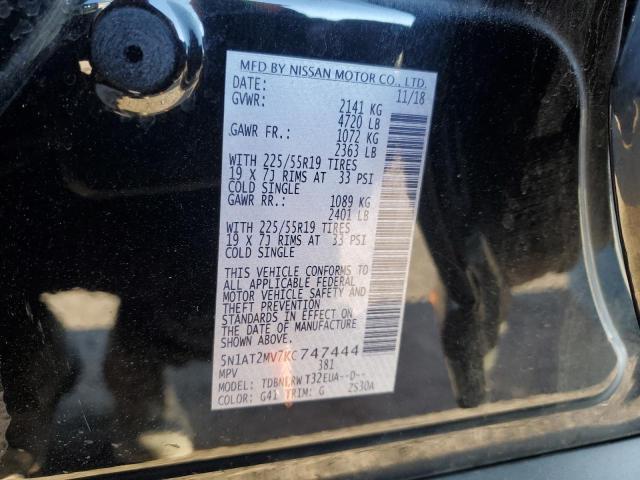 MFD BY NISSAN MOTOR CO., LTD.
DATE: 11/18
GVWR: 2141 KG
4720 LB
GAWR FR.: 1072 KG
2363 LB
WITH 225/55R19 TIRES
19 X 7J RIMS AT 33 PSI
COLD SINGLE
GAWR RR.: 1089 KG
2401 LB
WITH 225/55R19 TIRES
19 X 7J RIMS AT 33 PSI
COLD SINGLE
THIS VEHICLE CONFORMS TO
ALL APPLICABLE FEDERAL
MOTOR VEHICLE SAFETY AND
THEFT PREVENTION
STANDARDS IN EFFECT ON
THE DATE OF MANUFACTURE
SHOWN ABOVE.
5N1AT2MV7KC747444
MPV 381
MODEL: TDBNLRW T32EUA--D--
COLOR: G41 TRIM: G ZS30A